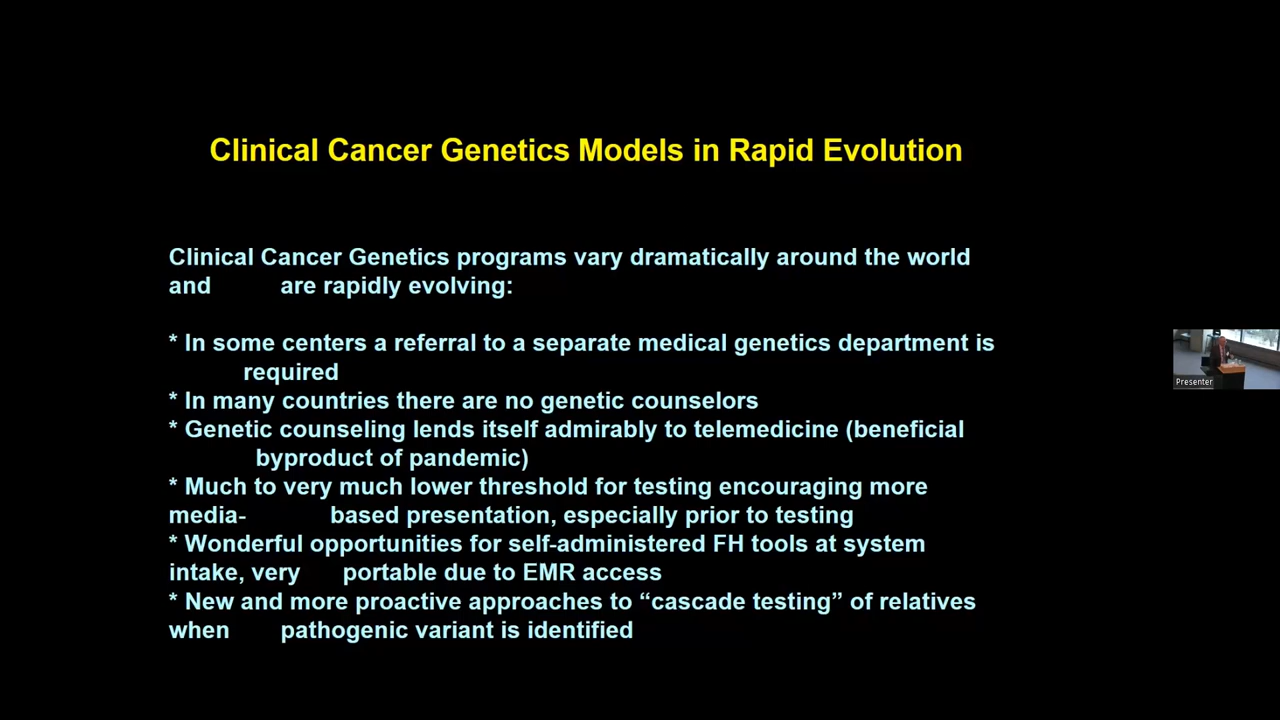 Clinical Cancer Genetics Models in Rapid Evolution
Clinical Cancer Genetics programs vary dramatically around the world
and are rapidly evolving:
* In some centers a referral to a separate medical genetics department is
required
* In many countries there are no genetic counselors
* Genetic counseling lends itself admirably to telemedicine (beneficial
byproduct of pandemic)
* Much to very much lower threshold for testing encouraging more
media- based presentation, especially prior to testing
* Wonderful opportunities for self-administered FH tools at system
intake, very portable due to EMR access
* New and more proactive approaches to “cascade testing” of relatives
when pathogenic variant is identified
Presenter